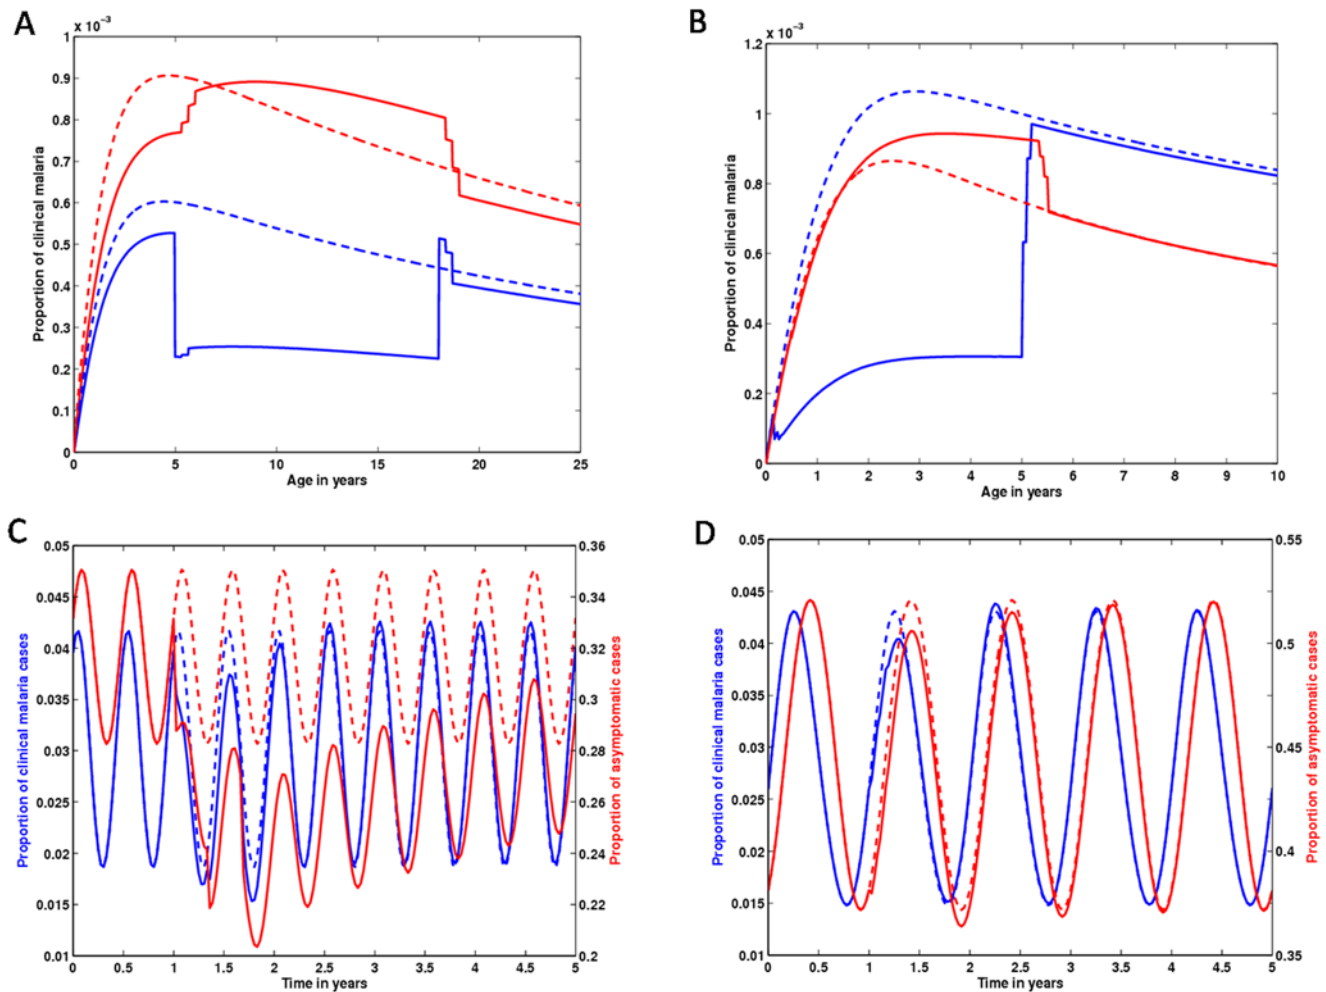 A
x 10⁻³
1
0.9
0.8
0.7
0.6
0.5
0.4
0.3
0.2
0.1
0
Proportion of clinical malaria
0 5 10 15 20 25
Age in years
B
x 10⁻³
1.2
1
0.8
0.6
0.4
0.2
0
Proportion of clinical malaria
0 1 2 3 4 5 6 7 8 9 10
Age in years
C
0.05
0.045
0.04
0.035
0.03
0.025
0.02
0.015
0.01
Proportion of clinical malaria cases
0.36
0.34
0.32
0.3
0.28
0.26
0.24
0.22
0.2
Proportion of asymptomatic cases
0 0.5 1 1.5 2 2.5 3 3.5 4 4.5 5
Time in years
D
0.05
0.045
0.04
0.035
0.03
0.025
0.02
0.015
0.01
Proportion of clinical malaria cases
0.55
0.5
0.45
0.4
0.35
Proportion of asymptomatic cases
0 0.5 1 1.5 2 2.5 3 3.5 4 4.5 5
Time in years